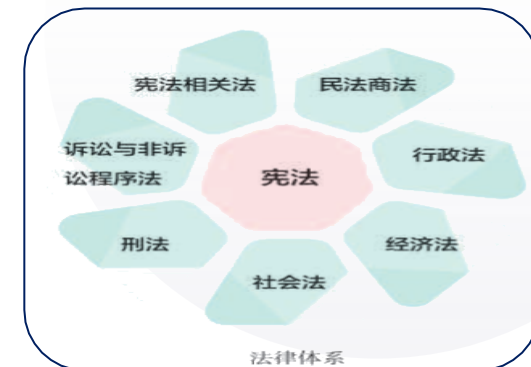 宪法相关法
民法商法
诉讼与非诉
讼程序法
行政法
宪法
刑法
经济法
社会法
法律体系